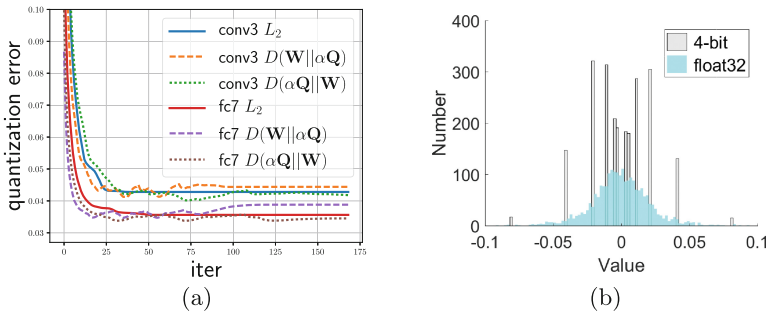 0.10
0.09
0.08
0.07
0.06
0.05
0.04
0.03
quantization error
conv3 L₂
conv3 D(W||αQ)
conv3 D(αQ||W)
fc7 L₂
fc7 D(W||αQ)
fc7 D(αQ||W)
0 25 50 75 100 125 150 175
iter
(a)
400
300
200
100
0
Number
4-bit
float32
-0.1 -0.05 0 0.05 0.1
Value
(b)